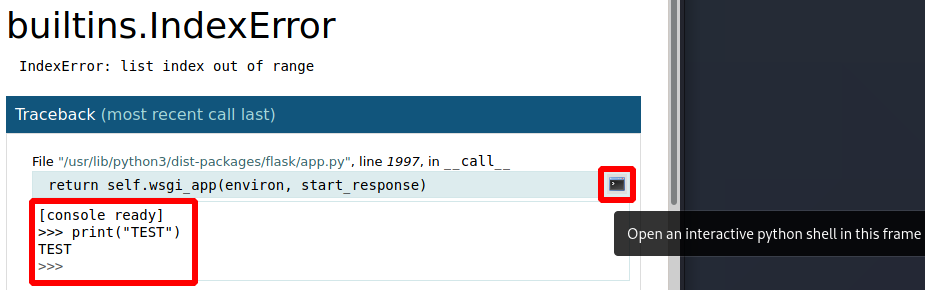 builtins.IndexError
IndexError: list index out of range
Traceback (most recent call last)
File "/usr/lib/python3/dist-packages/flask/app.py", line 1997, in __call__
return self.wsgi_app(environ, start_response)
[console ready]
>>> print("TEST")
TEST
>>>
Open an interactive python shell in this frame